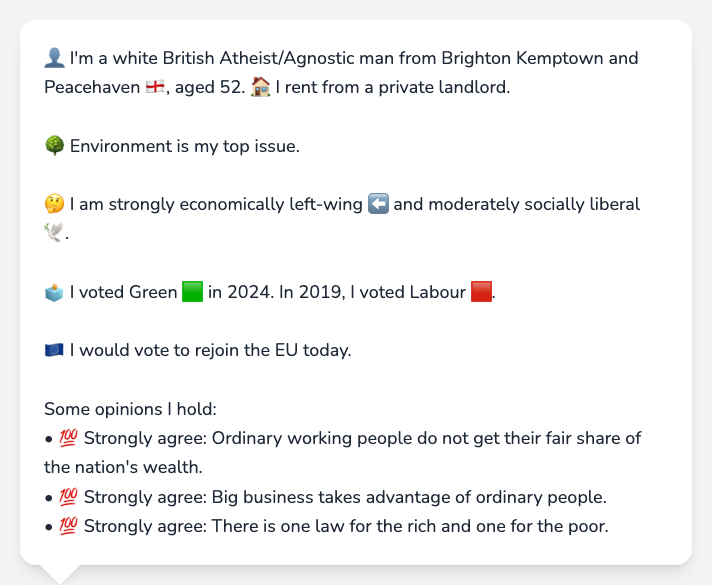 👤 I'm a white British Atheist/Agnostic man from Brighton Kemptown and
Peacehaven 🏴󠁧󠁢󠁥󠁮󠁧󠁿, aged 52. 🏠 I rent from a private landlord.
🌳 Environment is my top issue.
🤔 I am strongly economically left-wing ⬅️ and moderately socially liberal
🕊️.
🗳️ I voted Green 🟩 in 2024. In 2019, I voted Labour 🟥.
🇪🇺 I would vote to rejoin the EU today.
Some opinions I hold:
• 💯 Strongly agree: Ordinary working people do not get their fair share of
the nation's wealth.
• 💯 Strongly agree: Big business takes advantage of ordinary people.
• 💯 Strongly agree: There is one law for the rich and one for the poor.